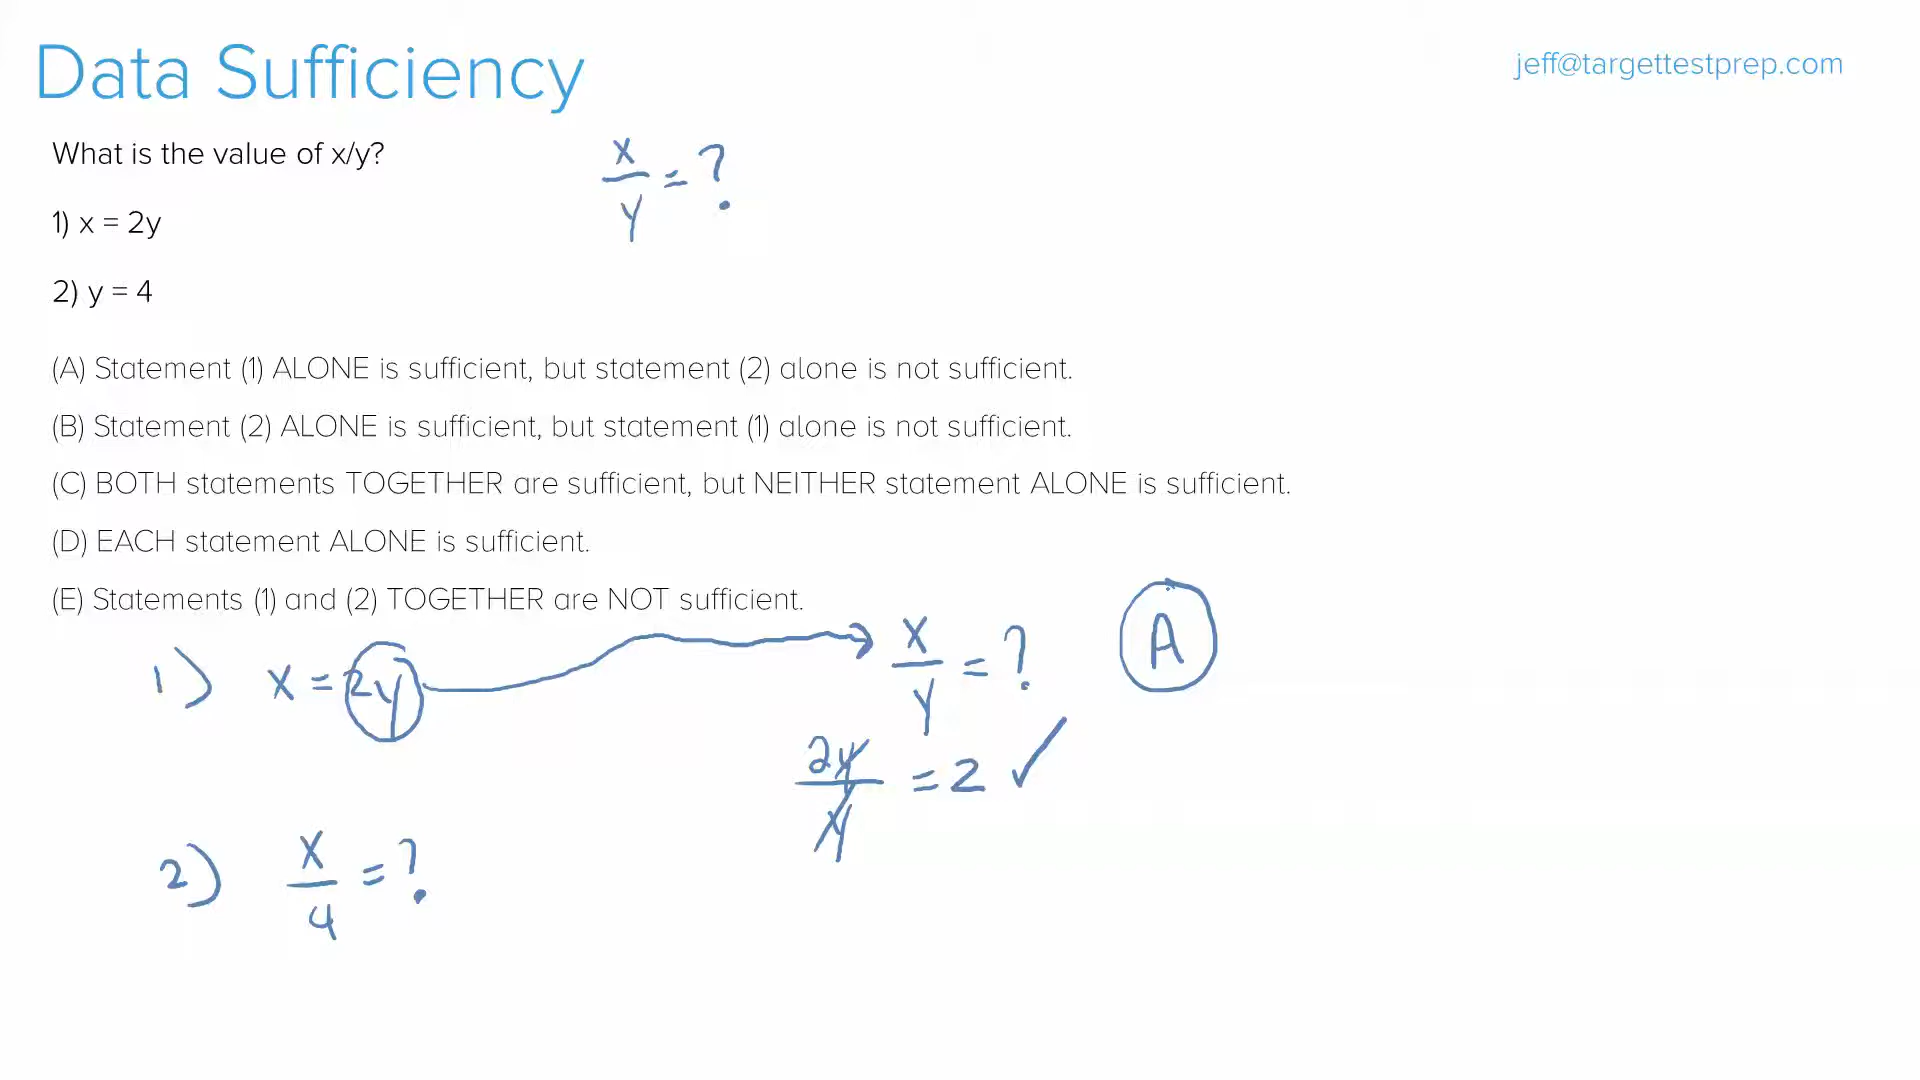 Data Sufficiency
jeff@targettestprep.com
What is the value of x/y?
x/y = ?
1) x = 2y
2) y = 4
(A) Statement (1) ALONE is sufficient, but statement (2) alone is not sufficient.
(B) Statement (2) ALONE is sufficient, but statement (1) alone is not sufficient.
(C) BOTH statements TOGETHER are sufficient, but NEITHER statement ALONE is sufficient.
(D) EACH statement ALONE is sufficient.
(E) Statements (1) and (2) TOGETHER are NOT sufficient.
1) x = 2y
x/y = ?
A
2y/y = 2 ✓
2) x/4 = ?